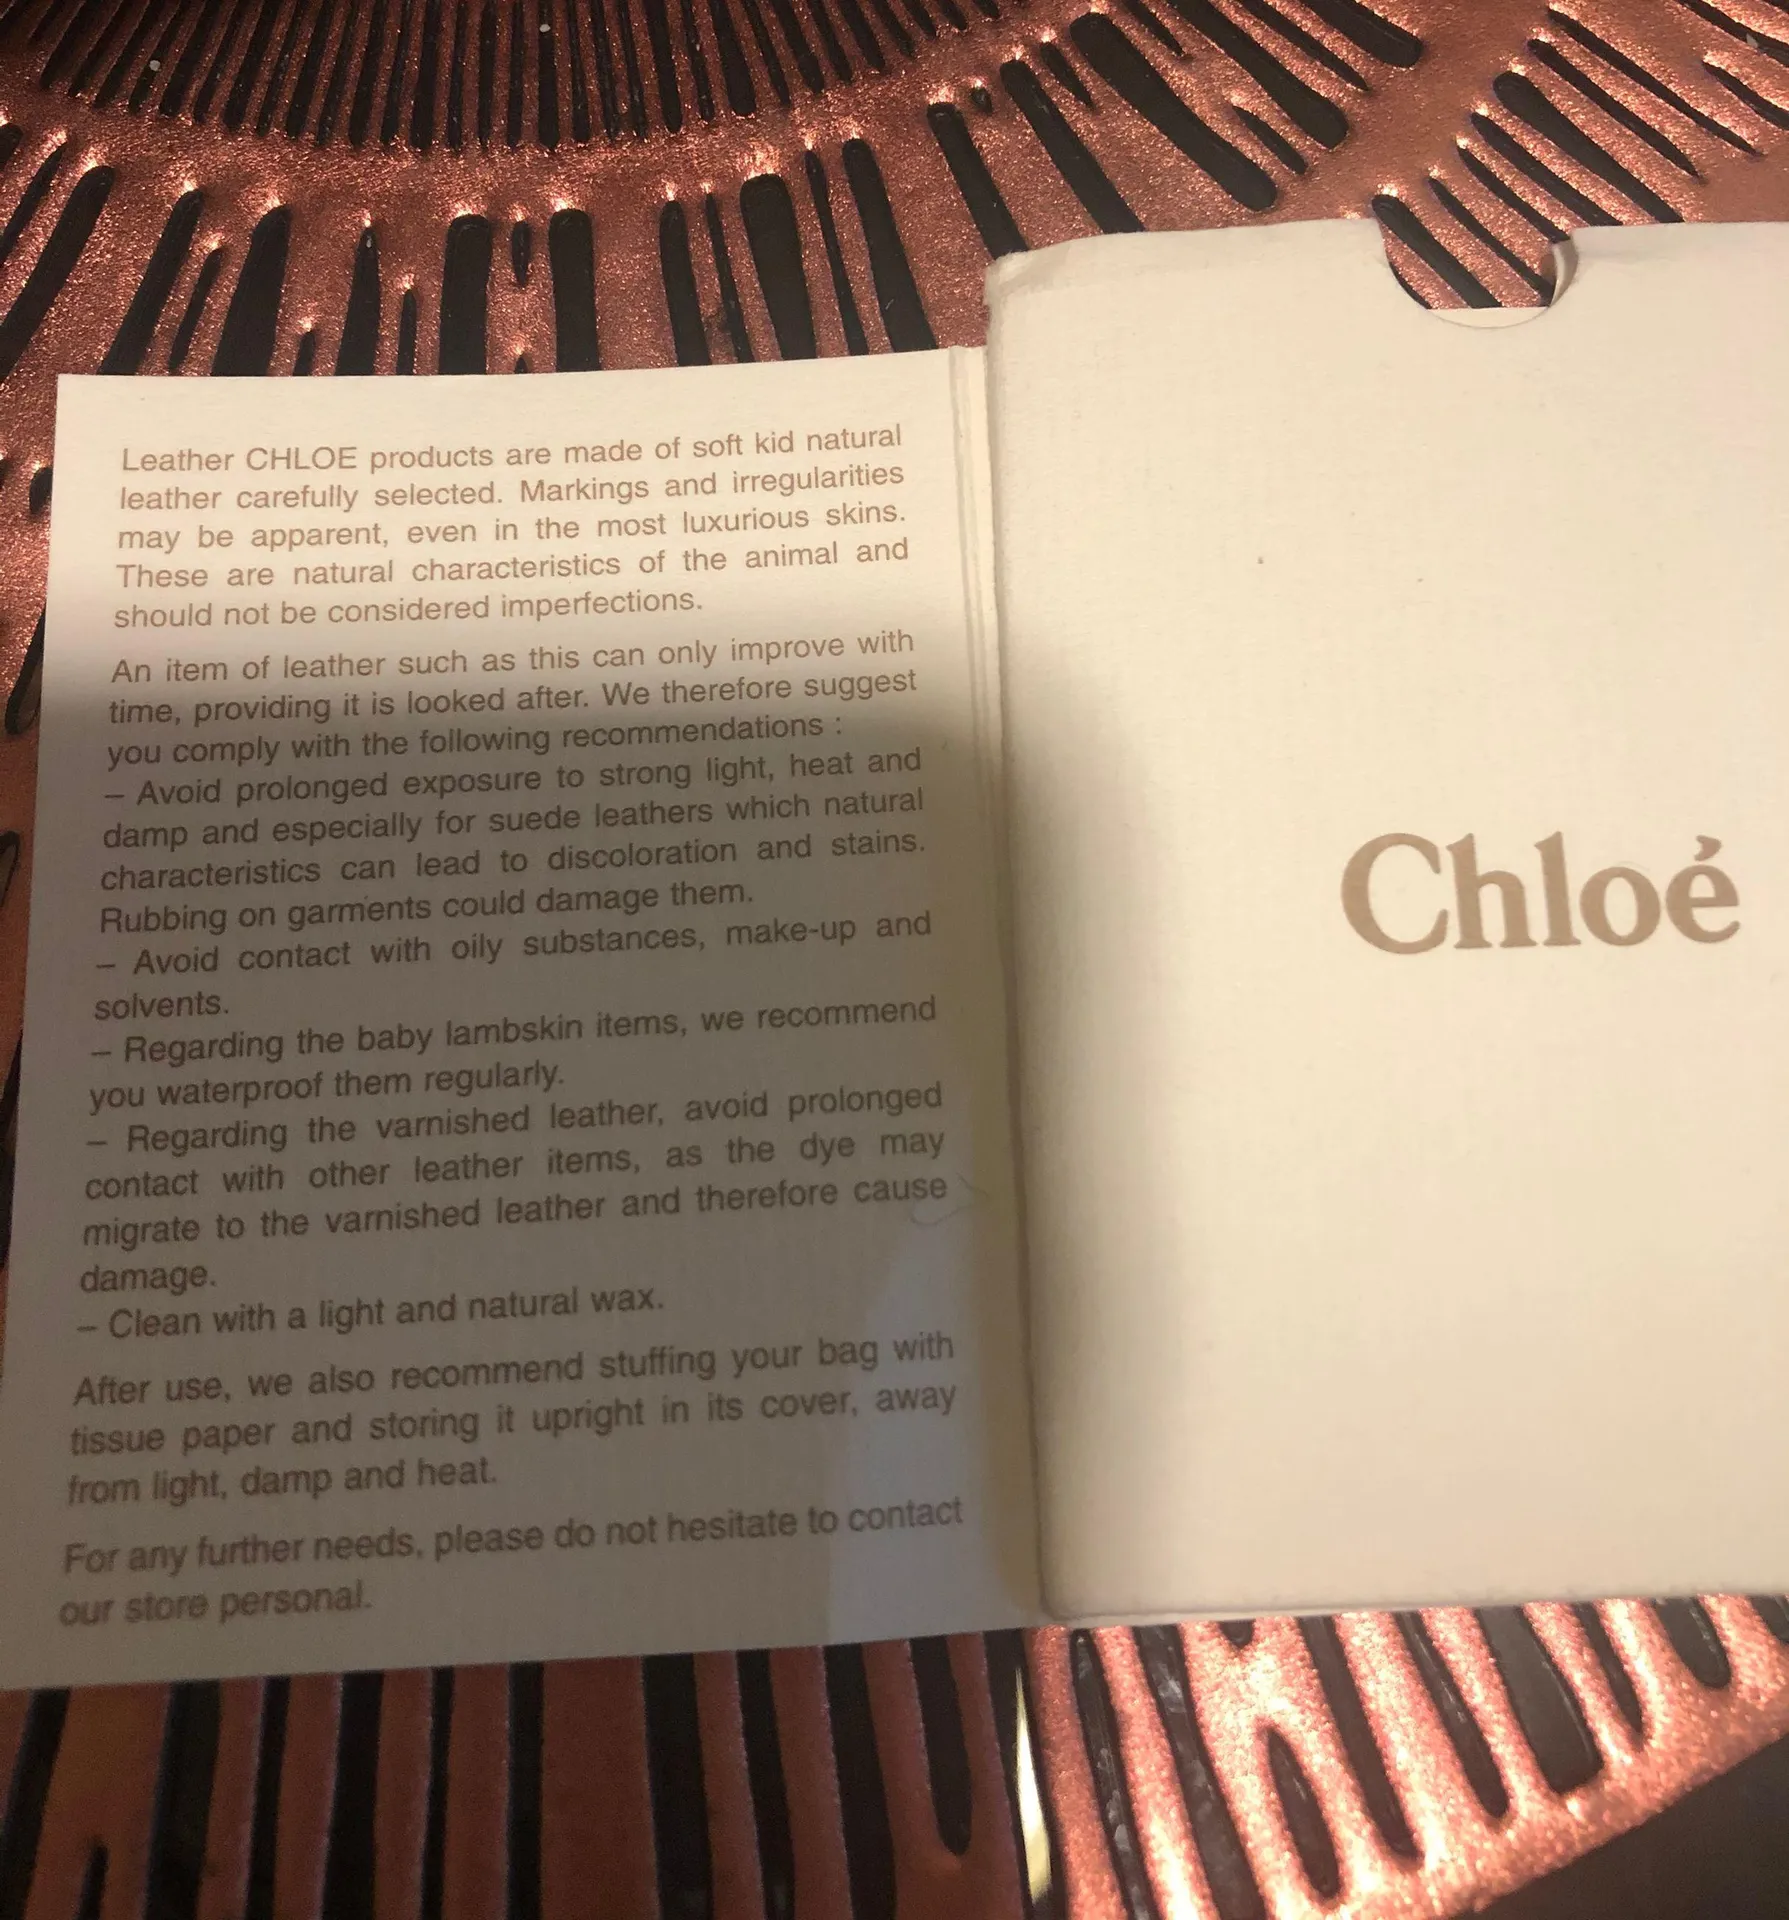 Leather CHLOE products are made of soft kid natural
leather carefully selected. Markings and irregularities
may be apparent, even in the most luxurious skins.
These are natural characteristics of the animal and
should not be considered imperfections.
An item of leather such as this can only improve with
time, providing it is looked after. We therefore suggest
you comply with the following recommendations :
– Avoid prolonged exposure to strong light, heat and
damp and especially for suede leathers which natural
characteristics can lead to discoloration and stains.
Rubbing on garments could damage them.
– Avoid contact with oily substances, make-up and
solvents.
– Regarding the baby lambskin items, we recommend
you waterproof them regularly.
– Regarding the varnished leather, avoid prolonged
contact with other leather items, as the dye may
migrate to the varnished leather and therefore cause
damage.
– Clean with a light and natural wax.
After use, we also recommend stuffing your bag with
tissue paper and storing it upright in its cover, away
from light, damp and heat.
For any further needs, please do not hesitate to contact
our store personal.
Chloé